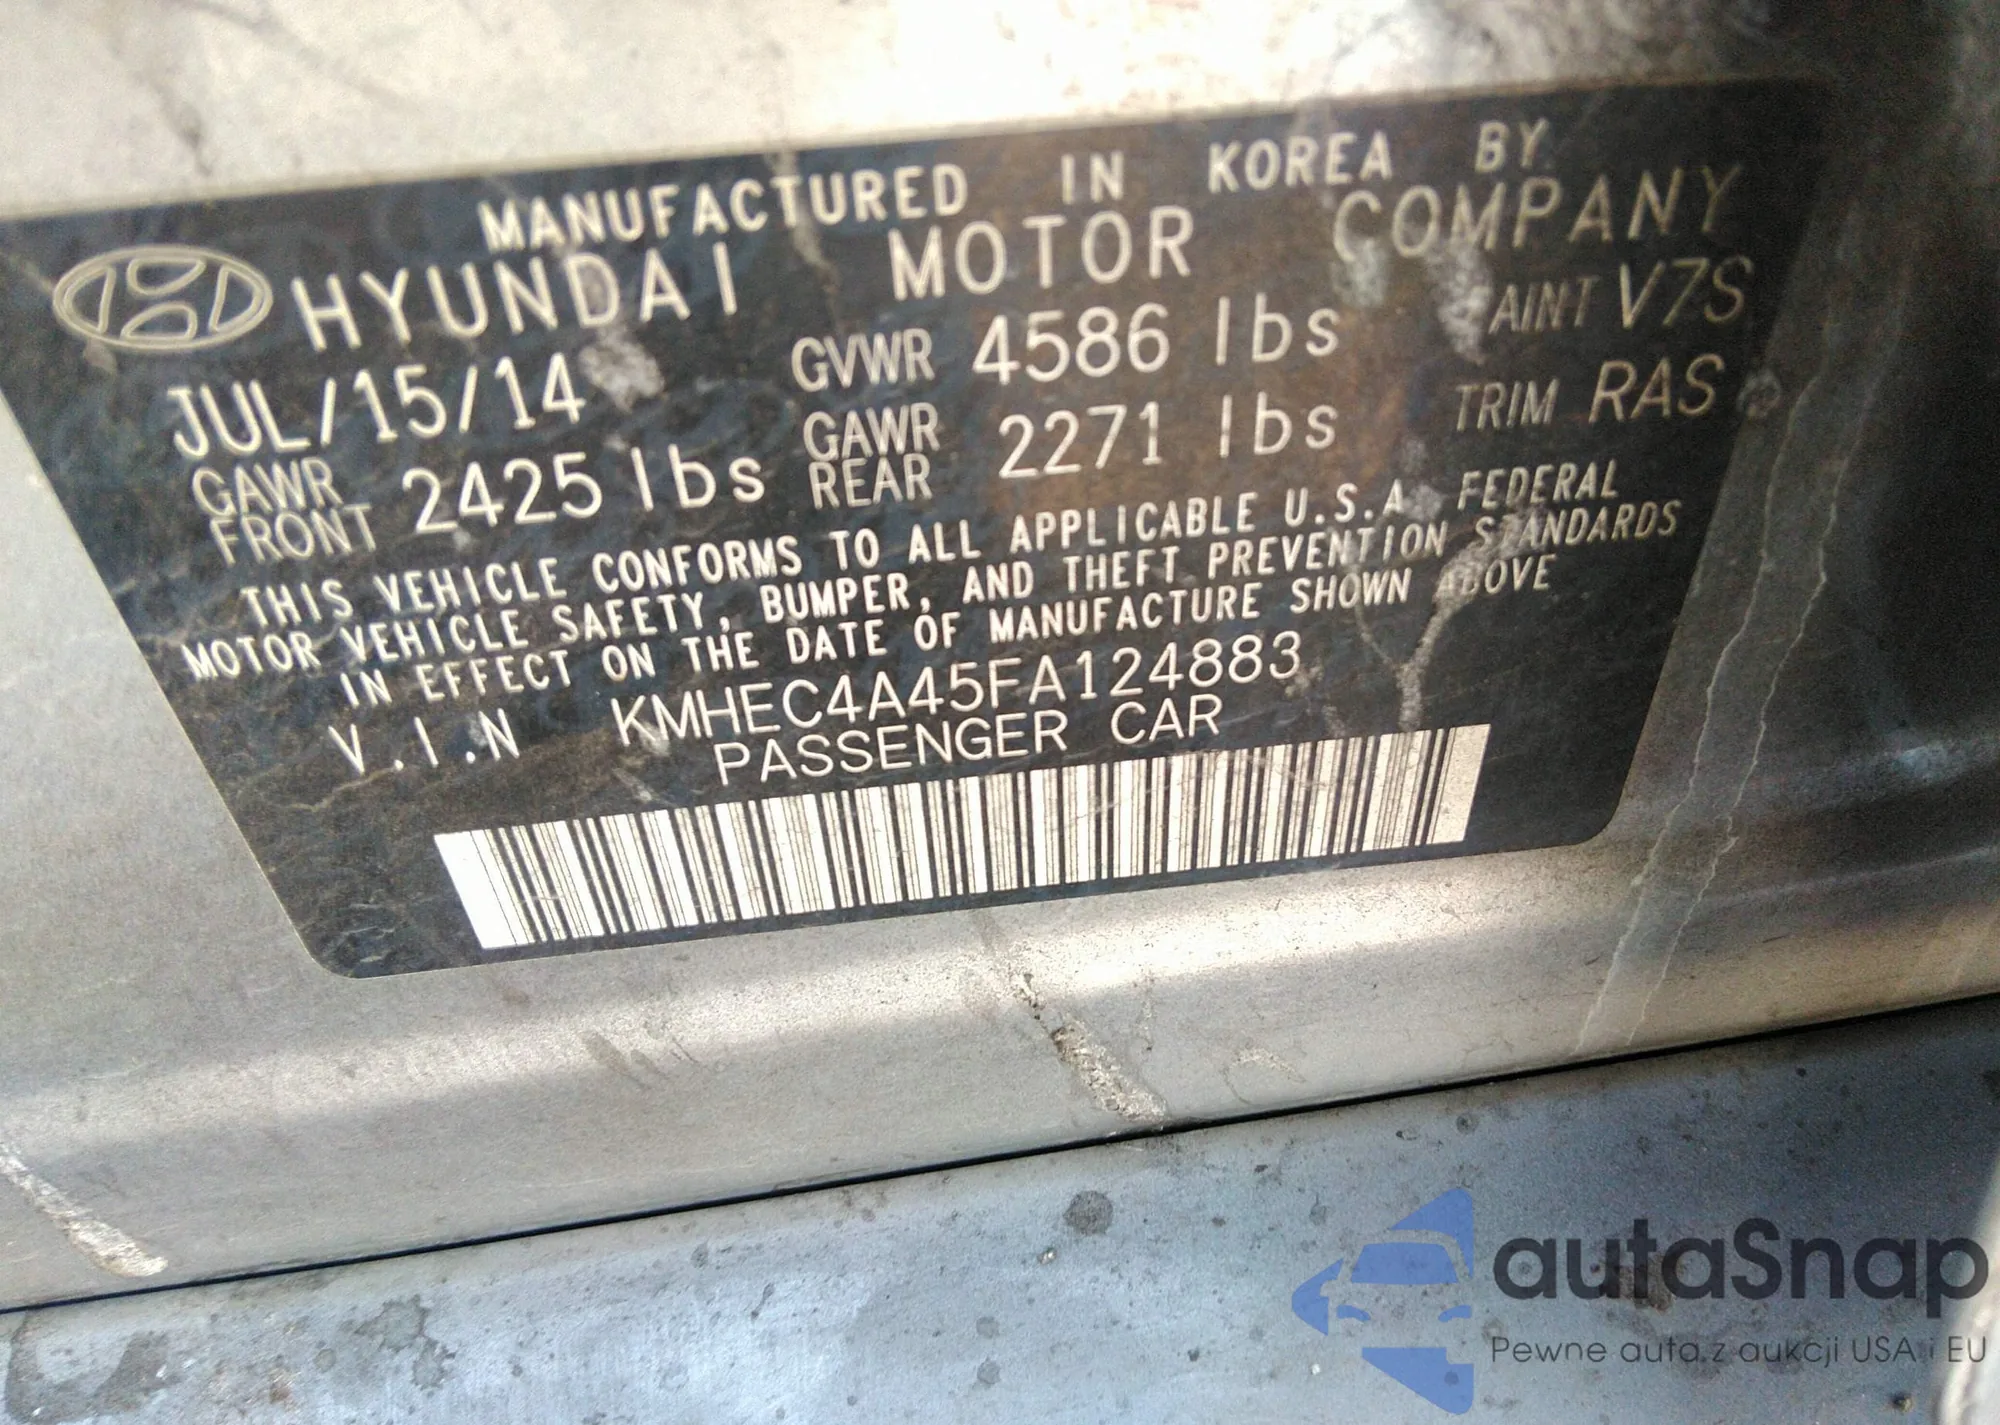 MANUFACTURED IN KOREA BY
HYUNDAI MOTOR COMPANY
JUL/15/14 GVWR 4586 lbs AINT V7S
GAWR FRONT 2425 lbs GAWR REAR 2271 lbs TRIM RAS
THIS VEHICLE CONFORMS TO ALL APPLICABLE U.S.A FEDERAL
MOTOR VEHICLE SAFETY, BUMPER, AND THEFT PREVENTION STANDARDS
IN EFFECT ON THE DATE OF MANUFACTURE SHOWN ABOVE
V.I.N KMHEC4A45FA124883
PASSENGER CAR
autaSnap
Pewne auta z aukcji USA i EU